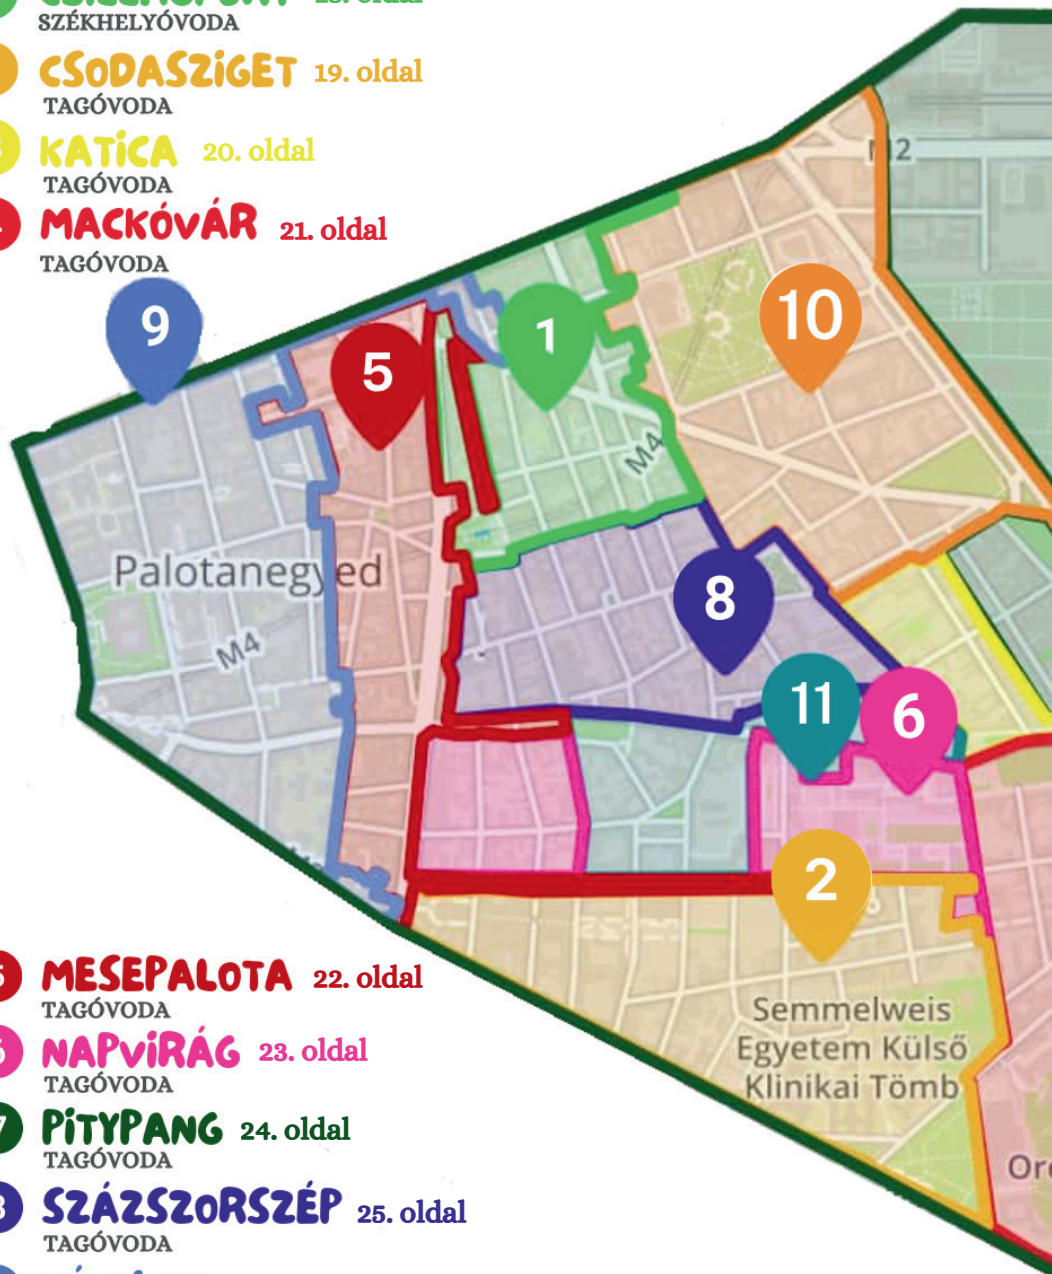 SZÉKHELYÓVODA
CSODASZiGET 19. oldal
TAGÓVODA
KATiCA 20. oldal
TAGÓVODA
MACKÓVÁR 21. oldal
TAGÓVODA
M2
9
1
10
5
M4
Palotanegyed
8
M4
11
6
2
MESEPALOTA 22. oldal
TAGÓVODA
NAPViRÁG 23. oldal
TAGÓVODA
PiTYPANG 24. oldal
TAGÓVODA
SZÁZSZORSZÉP 25. oldal
TAGÓVODA
Semmelweis
Egyetem Külső
Klinikai Tömb